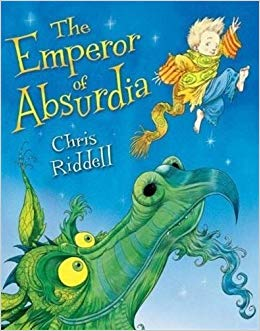 The
Emperor
of
Absurdia
Chris
Riddell